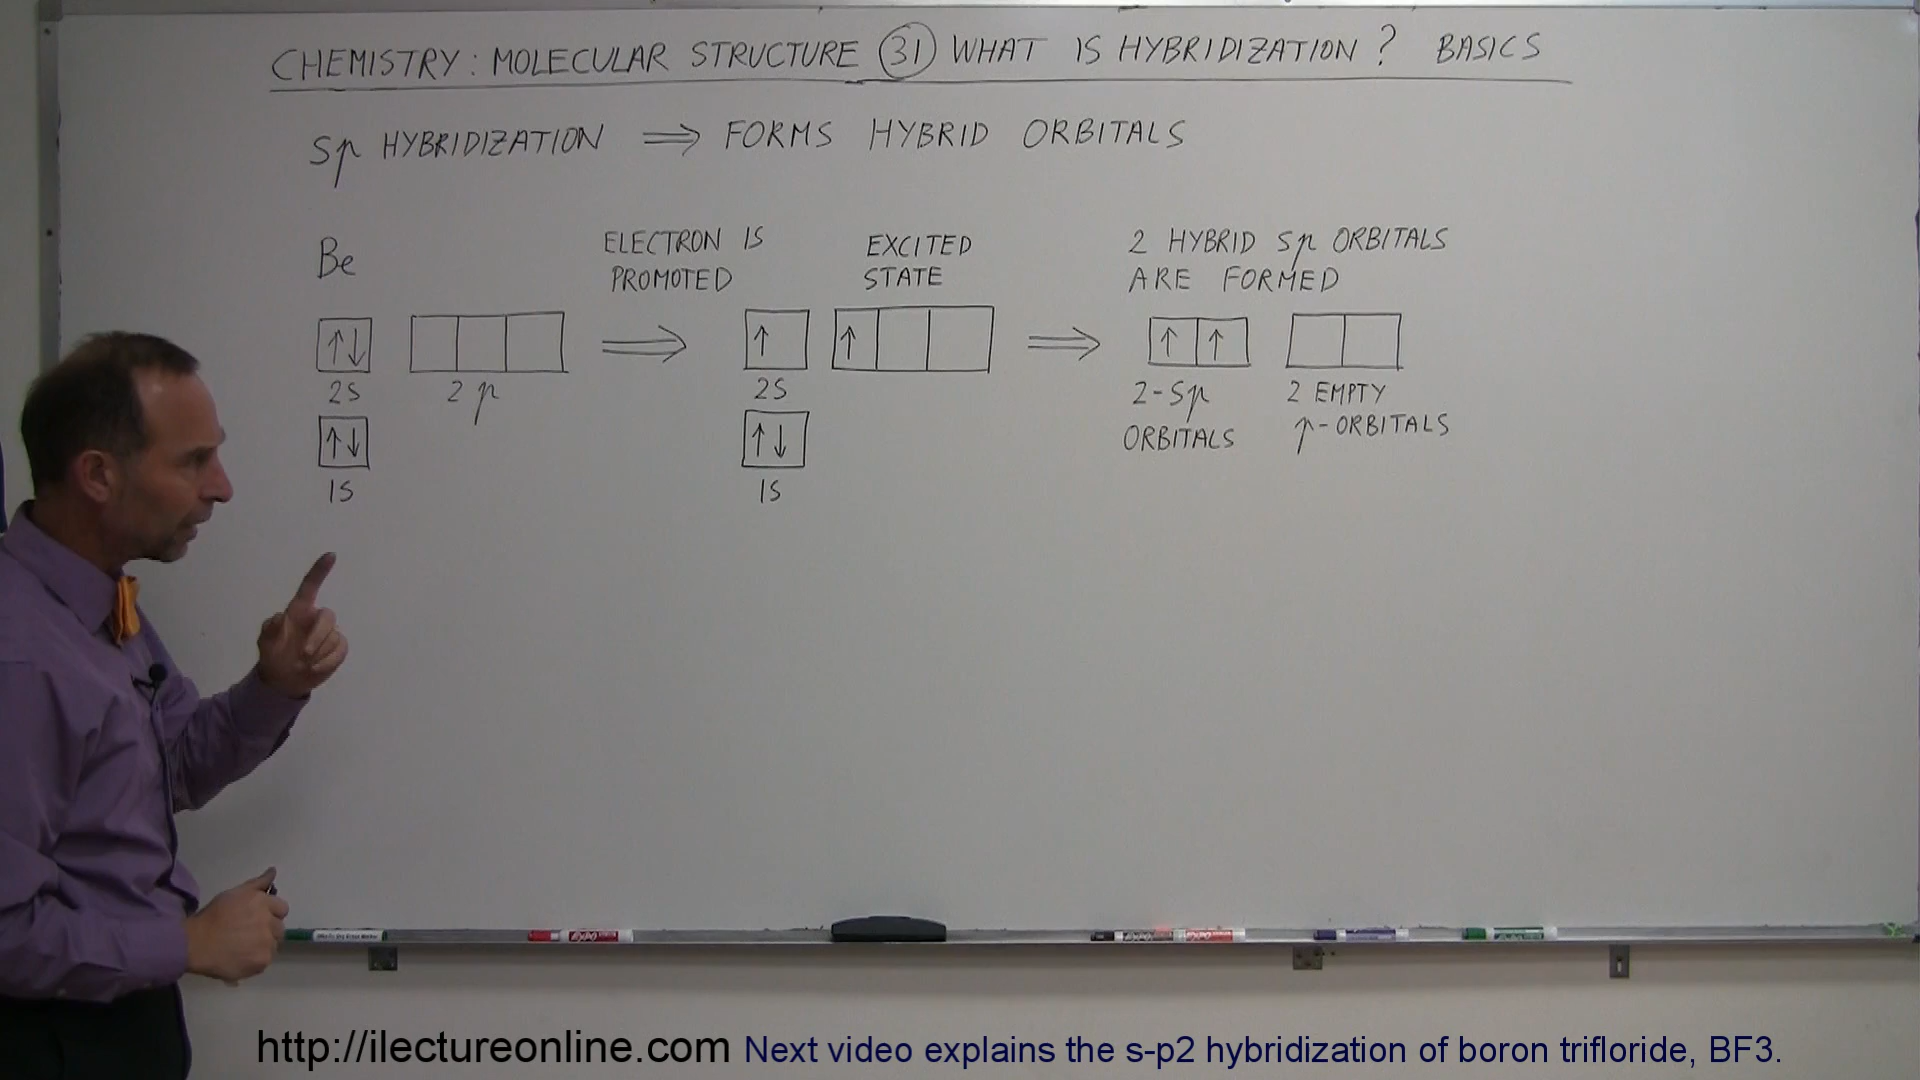 CHEMISTRY: MOLECULAR STRUCTURE 31 WHAT IS HYBRIDIZATION? BASICS
sp HYBRIDIZATION ⇒ FORMS HYBRID ORBITALS
Be
ELECTRON IS
PROMOTED
EXCITED
STATE
2 HYBRID sp ORBITALS
ARE FORMED
↑↓ ⇒ ↑ ↑ ⇒ ↑ ↑
2S 2p 2S
2-Sp
ORBITALS
2 EMPTY
p-ORBITALS
↑↓ ↑↓
1S 1S
http://ilectureonline.com Next video explains the s-p2 hybridization of boron trifloride, BF3.